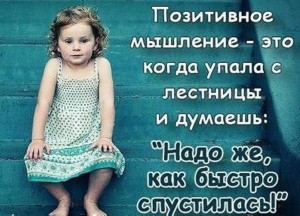 Позитивное
мышление - это
когда упала с
лестницы
и думаешь:
"Надо же,
как быстро
спустилась!"